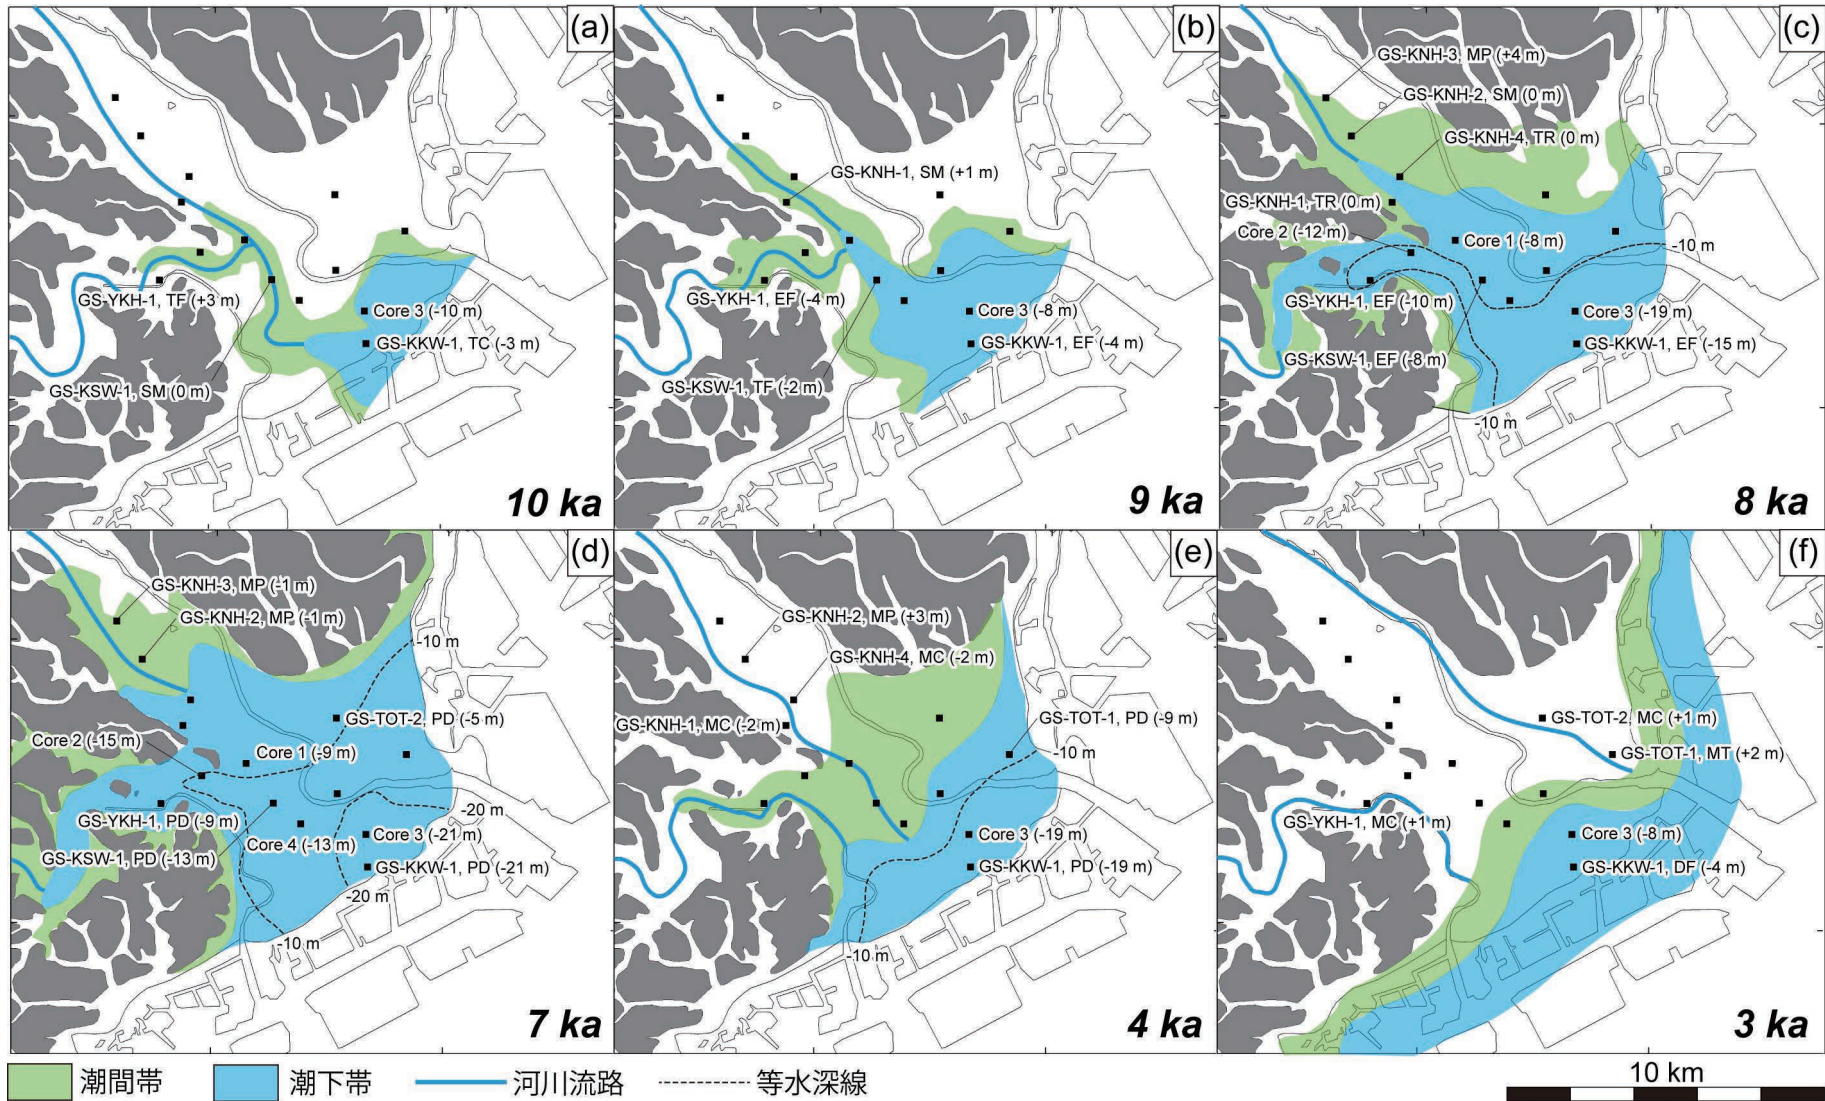 (a)
GS-YKH-1, TF (+3 m)
Core 3 (-10 m)
GS-KKW-1, TC (-3 m)
GS-KSW-1, SM (0 m)
10 ka
(b)
GS-KNH-1, SM (+1 m)
GS-YKH-1, EF (-4 m)
Core 3 (-8 m)
GS-KKW-1, EF (-4 m)
GS-KSW-1, TF (-2 m)
9 ka
(c)
GS-KNH-3, MP (+4 m)
GS-KNH-2, SM (0 m)
GS-KNH-4, TR (0 m)
GS-KNH-1, TR (0 m)
Core 2 (-12 m)
Core 1 (-8 m)
-10 m
GS-YKH-1, EF (-10 m)
Core 3 (-19 m)
GS-KKW-1, EF (-15 m)
GS-KSW-1, EF (-8 m)
-10 m
8 ka
(d)
GS-KNH-3, MP (-1 m)
GS-KNH-2, MP (-1 m)
-10 m
GS-TOT-2, PD (-5 m)
Core 2 (-15 m)
Core 1 (-9 m)
-20 m
GS-YKH-1, PD (-9 m)
Core 3 (-21 m)
Core 4 (-13 m)
GS-KSW-1, PD (-13 m)
GS-KKW-1, PD (-21 m)
-20 m
-10 m
7 ka
(e)
GS-KNH-2, MP (+3 m)
GS-KNH-4, MC (-2 m)
GS-KNH-1, MC (-2 m)
GS-TOT-1, PD (-9 m)
-10 m
Core 3 (-19 m)
GS-KKW-1, PD (-19 m)
-10 m
4 ka
(f)
GS-TOT-2, MC (+1 m)
GS-TOT-1, MT (+2 m)
GS-YKH-1, MC (+1 m)
Core 3 (-8 m)
GS-KKW-1, DF (-4 m)
3 ka
潮間帯
潮下帯
河川流路
等水深線
10 km